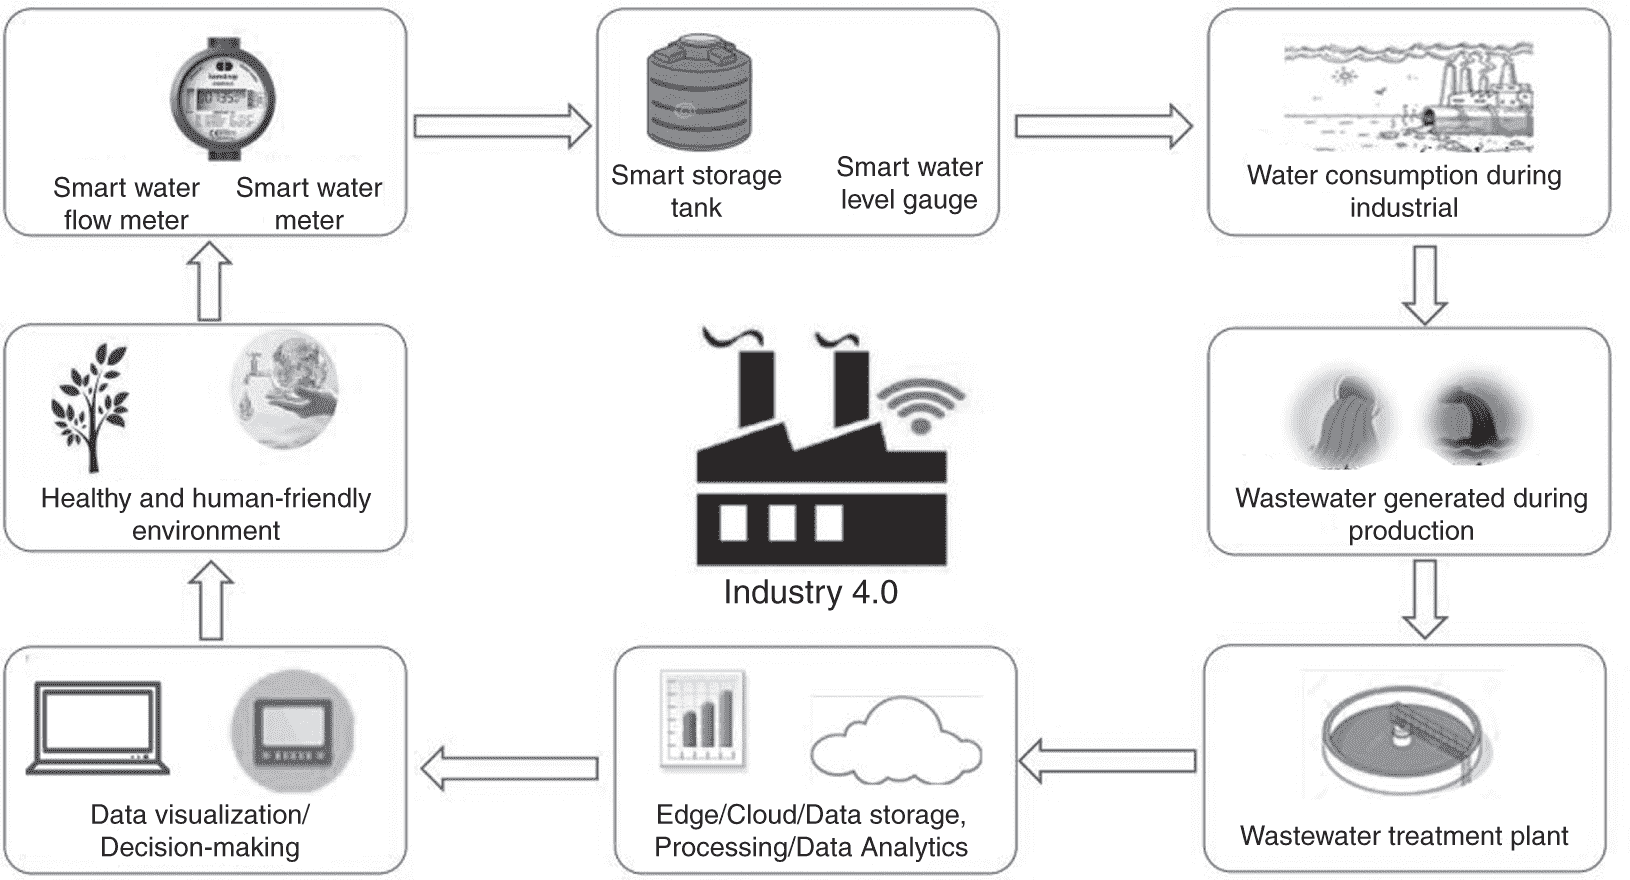 Smart water
flow meter
Smart water
meter
Smart storage
tank
Smart water
level gauge
Water consumption during
industrial
Healthy and human-friendly
environment
Industry 4.0
Wastewater generated during
production
Data visualization/
Decision-making
Edge/Cloud/Data storage,
Processing/Data Analytics
Wastewater treatment plant